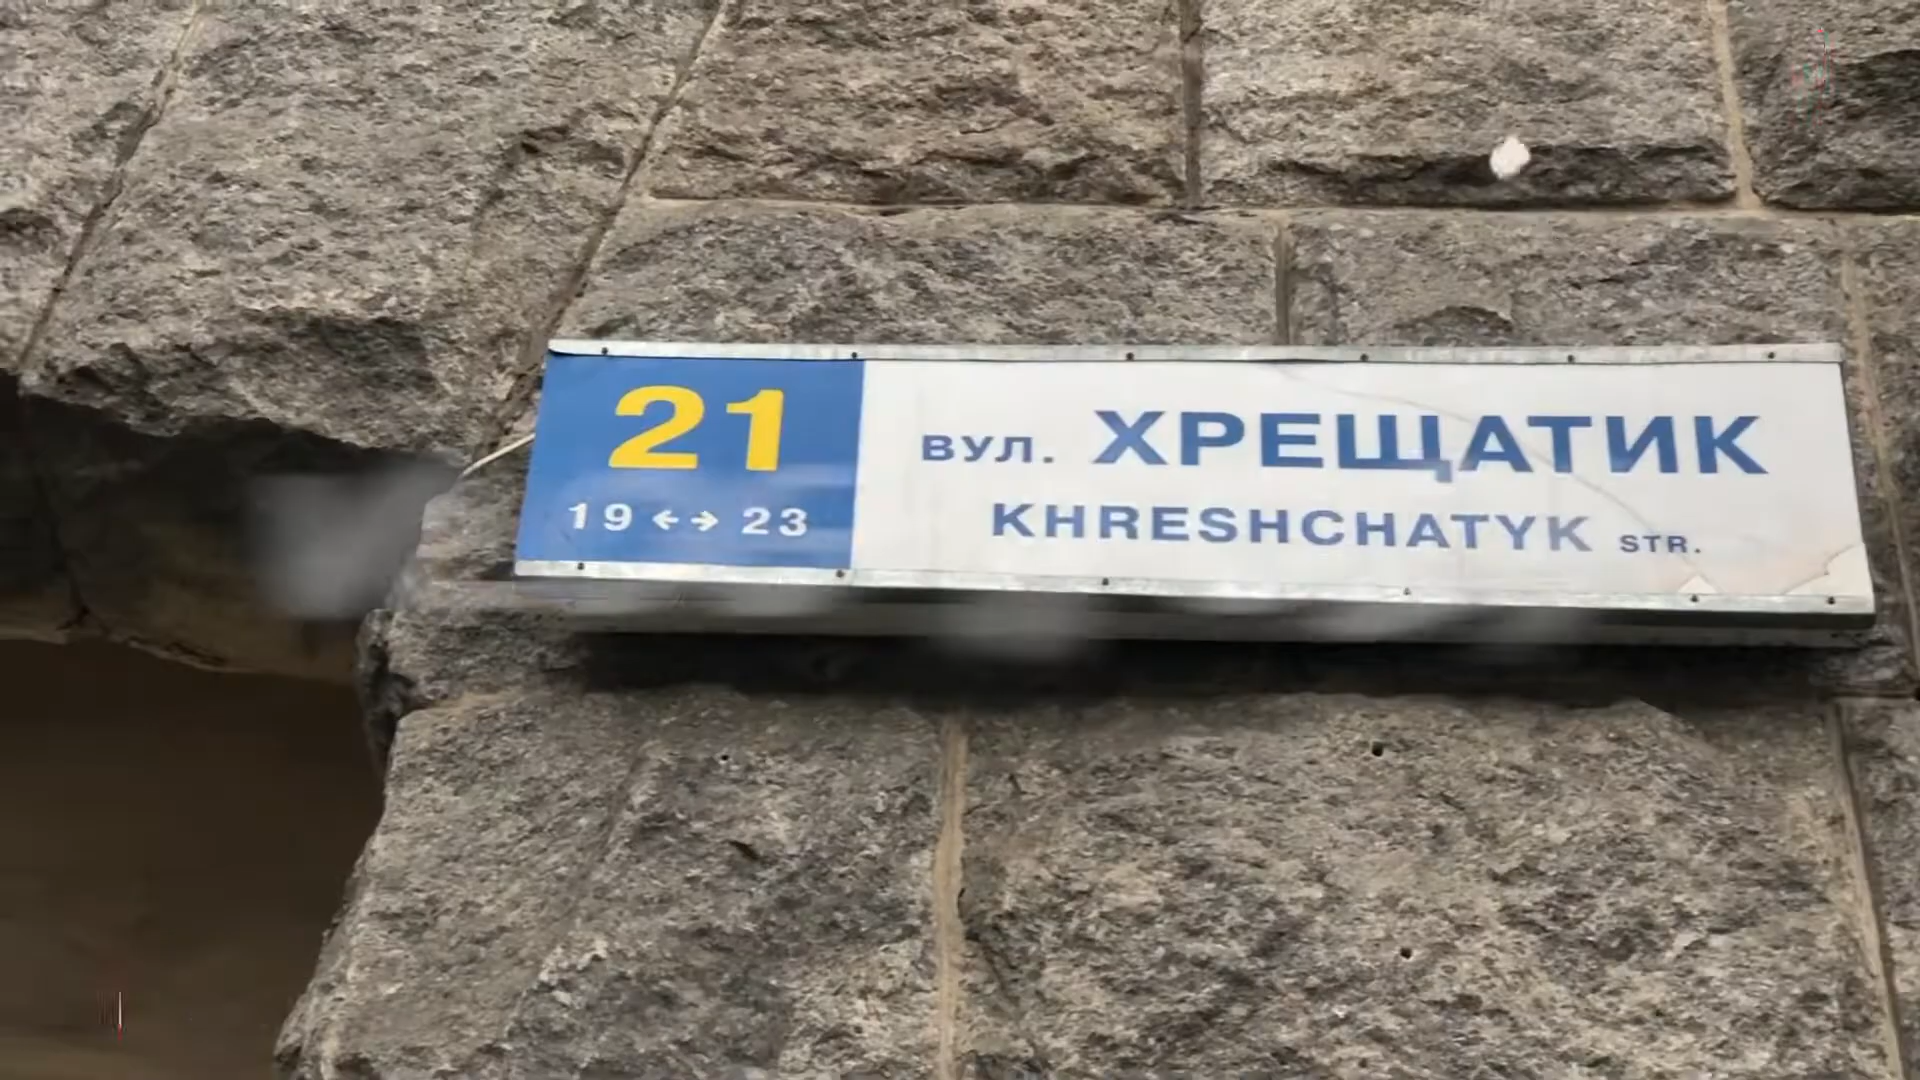 21
19 ←→ 23
вул. ХРЕЩАТИК
KHRESHCHATYK STR.